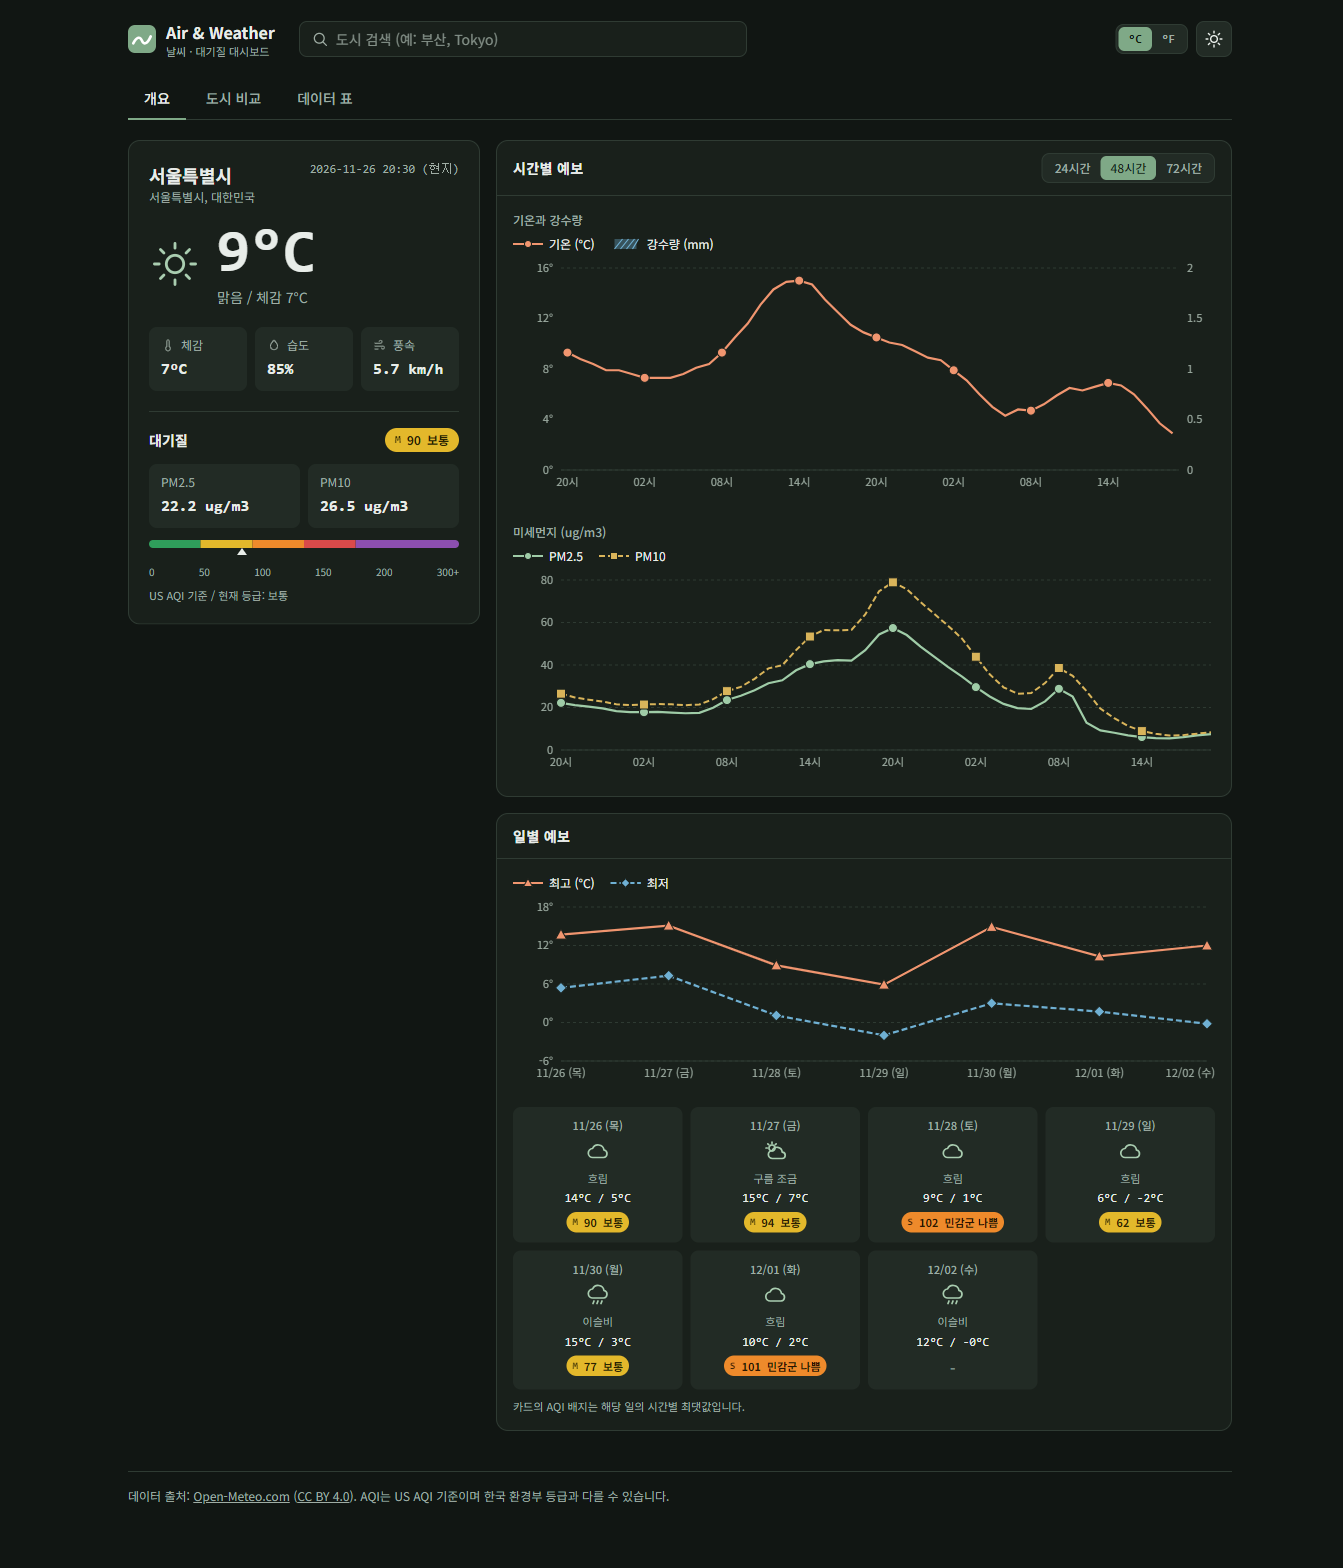 Air & Weather
날씨 · 대기질 대시보드
도시 검색 (예: 부산, Tokyo)
°C °F
개요 도시 비교 데이터 표
서울특별시
2026-11-26 20:30 (현지)
서울특별시, 대한민국
9°C
맑음 / 체감 7°C
체감 습도 풍속
7°C 85% 5.7 km/h
대기질
M 90 보통
PM2.5 PM10
22.2 ug/m3 26.5 ug/m3
0 50 100 150 200 300+
US AQI 기준 / 현재 등급: 보통
시간별 예보
24시간 48시간 72시간
기온과 강수량
기온 (°C) 강수량 (mm)
16° 2
12° 1.5
8° 1
4° 0.5
0° 0
20시 02시 08시 14시 20시 02시 08시 14시
미세먼지 (ug/m3)
PM2.5 PM10
80
60
40
20
0
20시 02시 08시 14시 20시 02시 08시 14시
일별 예보
최고 (°C) 최저
18°
12°
6°
0°
-6°
11/26 (목) 11/27 (금) 11/28 (토) 11/29 (일) 11/30 (월) 12/01 (화) 12/02 (수)
11/26 (목) 11/27 (금) 11/28 (토) 11/29 (일)
흐림 구름 조금 흐림 흐림
14°C / 5°C 15°C / 7°C 9°C / 1°C 6°C / -2°C
M 90 보통 M 94 보통 S 102 민감군 나쁨 M 62 보통
11/30 (월) 12/01 (화) 12/02 (수)
이슬비 흐림 이슬비
15°C / 3°C 10°C / 2°C 12°C / -0°C
M 77 보통 S 101 민감군 나쁨 -
카드의 AQI 배지는 해당 일의 시간별 최댓값입니다.
데이터 출처: Open-Meteo.com (CC BY 4.0). AQI는 US AQI 기준이며 한국 환경부 등급과 다를 수 있습니다.